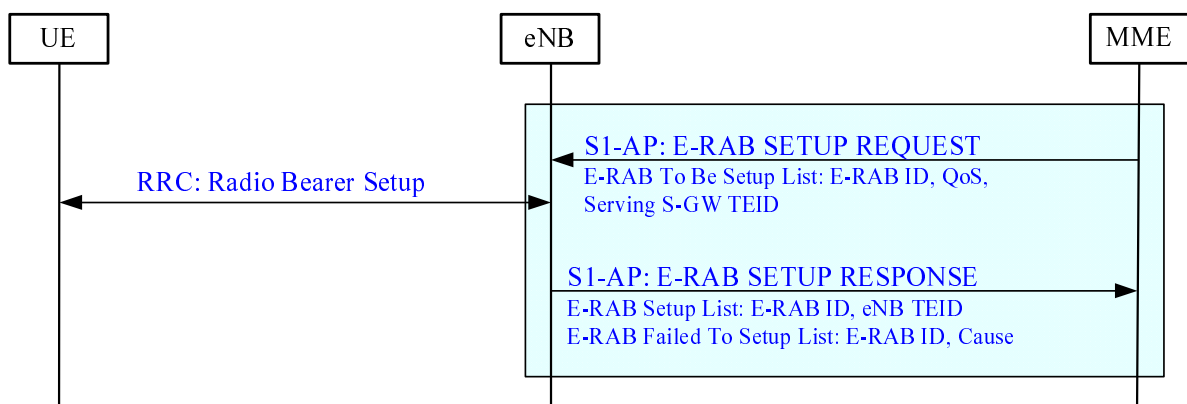 UE
eNB
MME
S1-AP: E-RAB SETUP REQUEST
E-RAB To Be Setup List: E-RAB ID, QoS,
Serving S-GW TEID
RRC: Radio Bearer Setup
S1-AP: E-RAB SETUP RESPONSE
E-RAB Setup List: E-RAB ID, eNB TEID
E-RAB Failed To Setup List: E-RAB ID, Cause